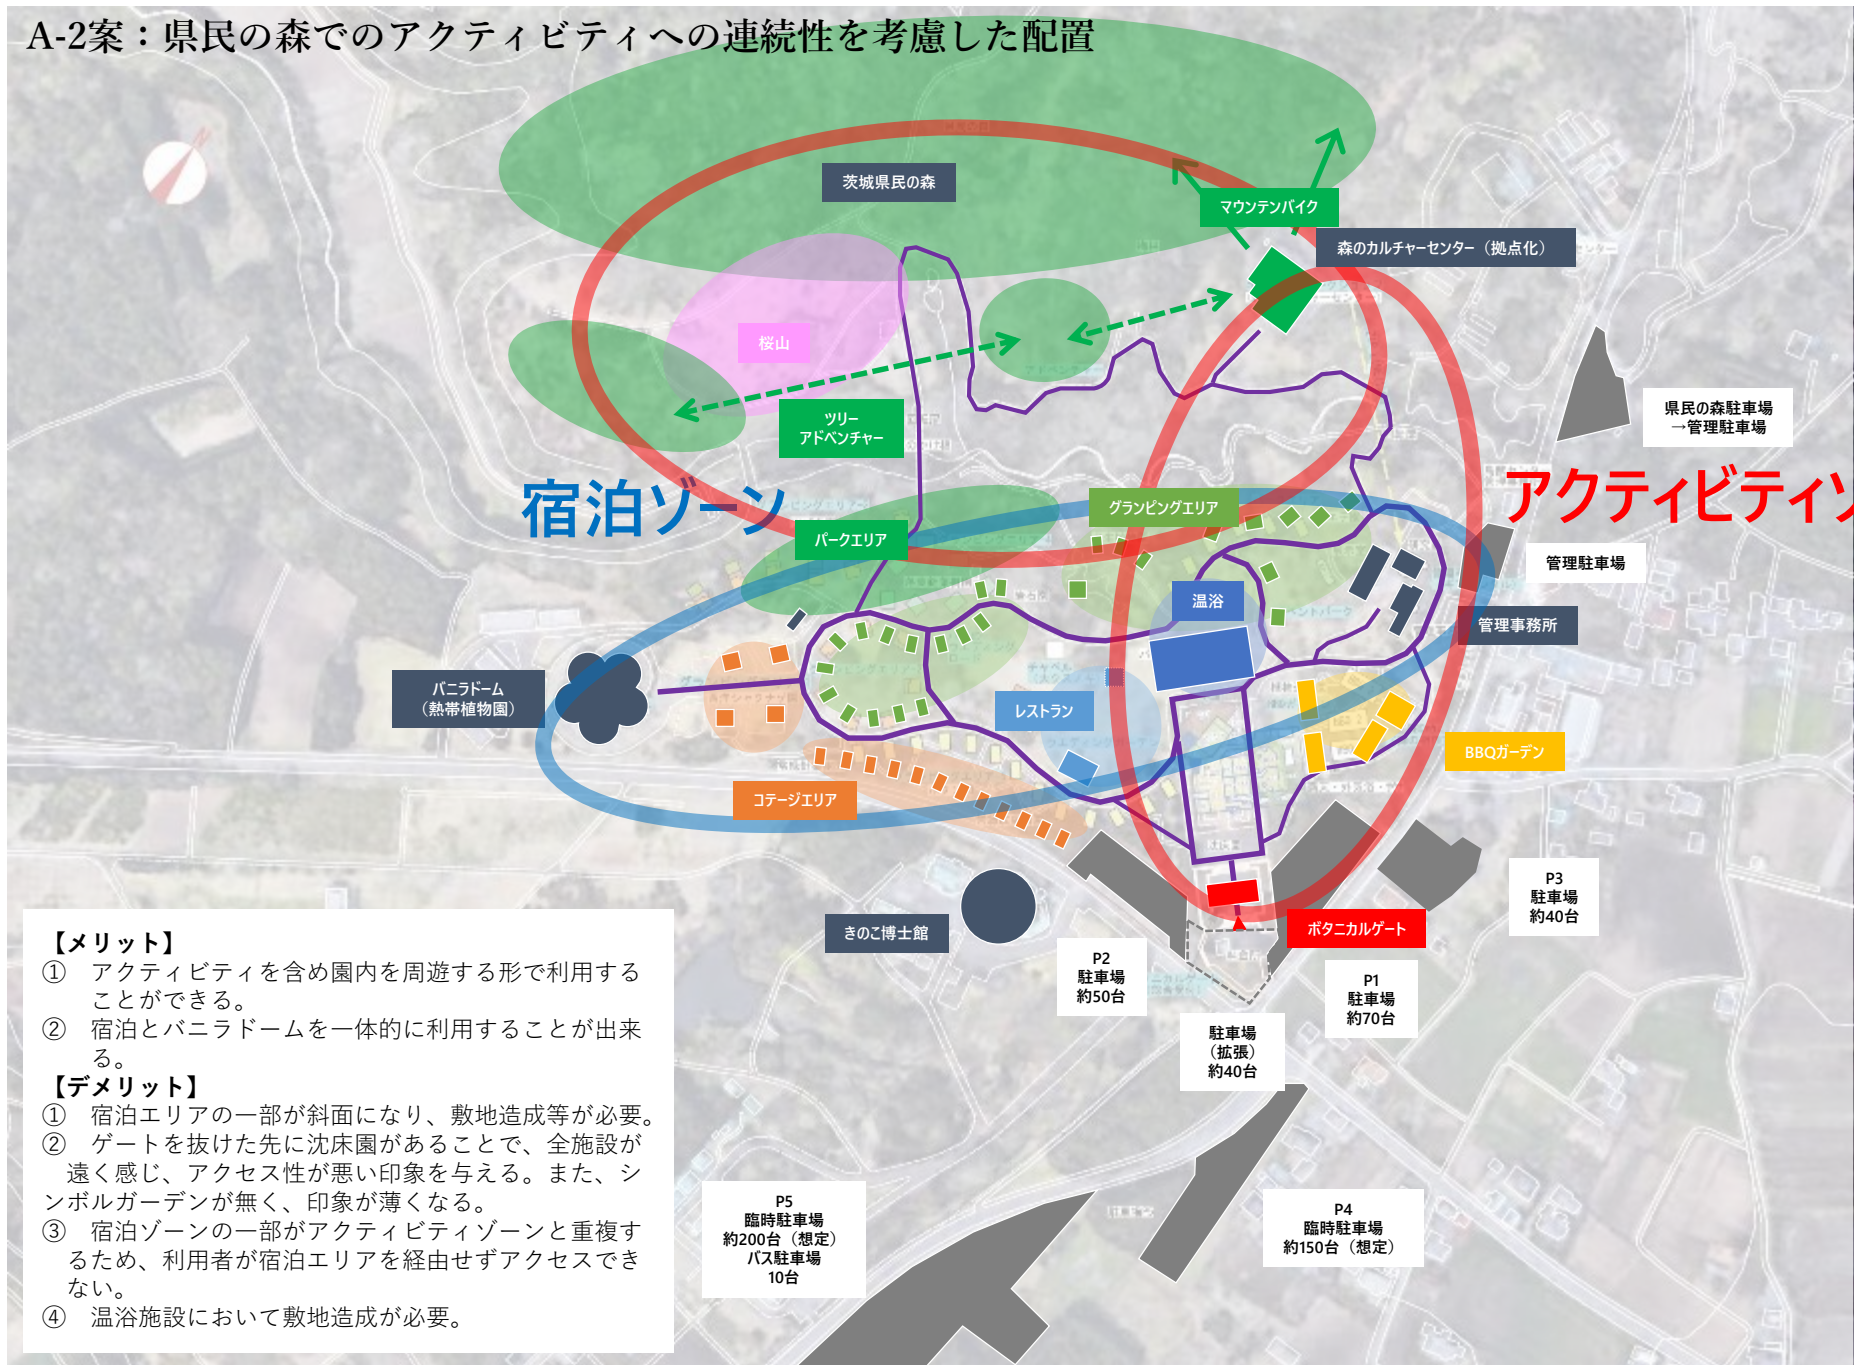 A-2案：県民の森でのアクティビティへの連続性を考慮した配置
茨城県民の森
マウンテンバイク
森のカルチャーセンター（拠点化）
桜山
ツリー
アドベンチャー
県民の森駐車場
→管理駐車場
宿泊ゾーン
アクティビティゾ
グランピングエリア
パークエリア
管理駐車場
温浴
管理事務所
バニラドーム
（熱帯植物園）
レストラン
BBQガーデン
コテージエリア
P3
駐車場
約40台
きのこ博士館
ボタニカルゲート
P2
駐車場
約50台
P1
駐車場
約70台
駐車場
（拡張）
約40台
P5
臨時駐車場
約200台（想定）
バス駐車場
10台
P4
臨時駐車場
約150台（想定）
【メリット】
①　アクティビティを含め園内を周遊する形で利用する
ことができる。
②　宿泊とバニラドームを一体的に利用することが出来
る。
【デメリット】
①　宿泊エリアの一部が斜面になり、敷地造成等が必要。
②　ゲートを抜けた先に沈床園があることで、全施設が
遠く感じ、アクセス性が悪い印象を与える。また、シ
ンボルガーデンが無く、印象が薄くなる。
③　宿泊ゾーンの一部がアクティビティゾーンと重複す
るため、利用者が宿泊エリアを経由せずアクセスでき
ない。
④　温浴施設において敷地造成が必要。